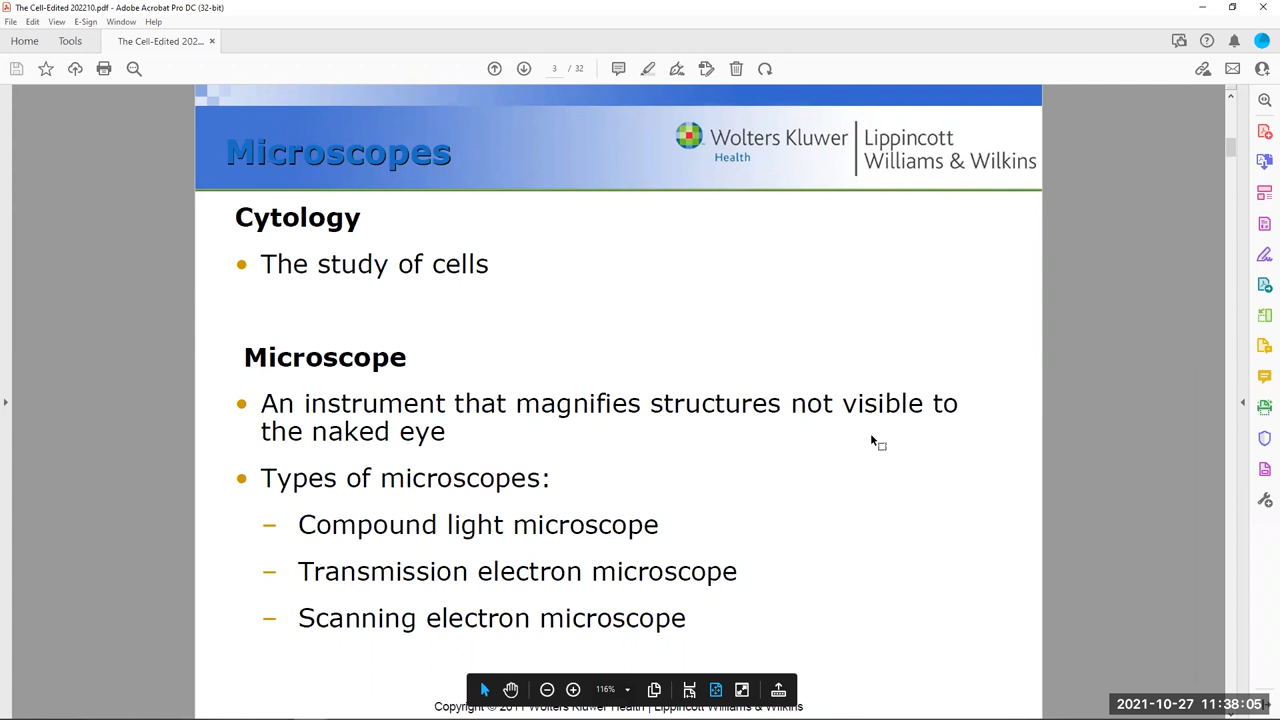 The Cell-Edited 202210.pdf - Adobe Acrobat Pro DC (32-bit)
File Edit View E-Sign Window Help
Home Tools The Cell-Edited 202... ×
3 / 32
Microscopes
Wolters Kluwer
Health
Lippincott
Williams & Wilkins
Cytology
• The study of cells
Microscope
• An instrument that magnifies structures not visible to
the naked eye
• Types of microscopes:
– Compound light microscope
– Transmission electron microscope
– Scanning electron microscope
116%
2021-10-27 11:38:05